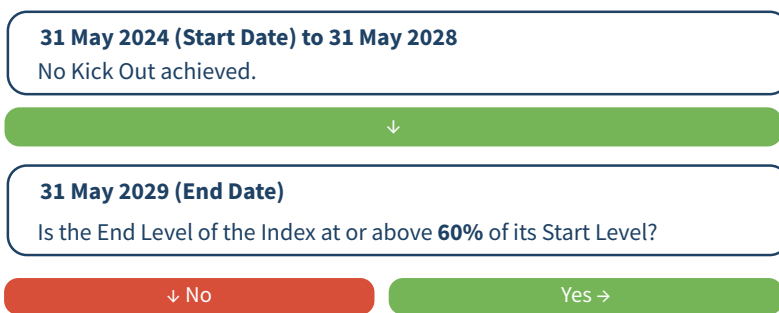 31 May 2024 (Start Date) to 31 May 2028
No Kick Out achieved.
↓
31 May 2029 (End Date)
Is the End Level of the Index at or above 60% of its Start Level?
↓ No
Yes →